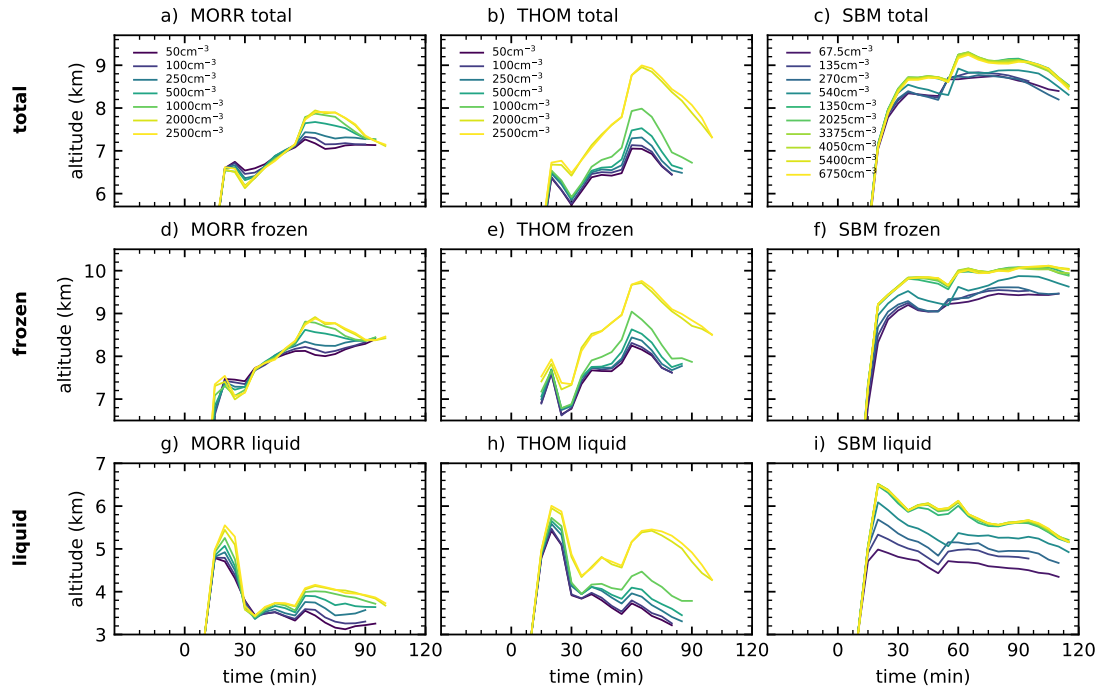 a) MORR total
b) THOM total
c) SBM total
total
altitude (km)
9
8
7
6
50cm⁻³
100cm⁻³
250cm⁻³
500cm⁻³
1000cm⁻³
2000cm⁻³
2500cm⁻³
50cm⁻³
100cm⁻³
250cm⁻³
500cm⁻³
1000cm⁻³
2000cm⁻³
2500cm⁻³
67.5cm⁻³
135cm⁻³
270cm⁻³
540cm⁻³
1350cm⁻³
2025cm⁻³
3375cm⁻³
4050cm⁻³
5400cm⁻³
6750cm⁻³
d) MORR frozen
e) THOM frozen
f) SBM frozen
frozen
altitude (km)
10
9
8
7
g) MORR liquid
h) THOM liquid
i) SBM liquid
liquid
altitude (km)
7
6
5
4
3
0 30 60 90 120
0 30 60 90 120
0 30 60 90 120
time (min)
time (min)
time (min)